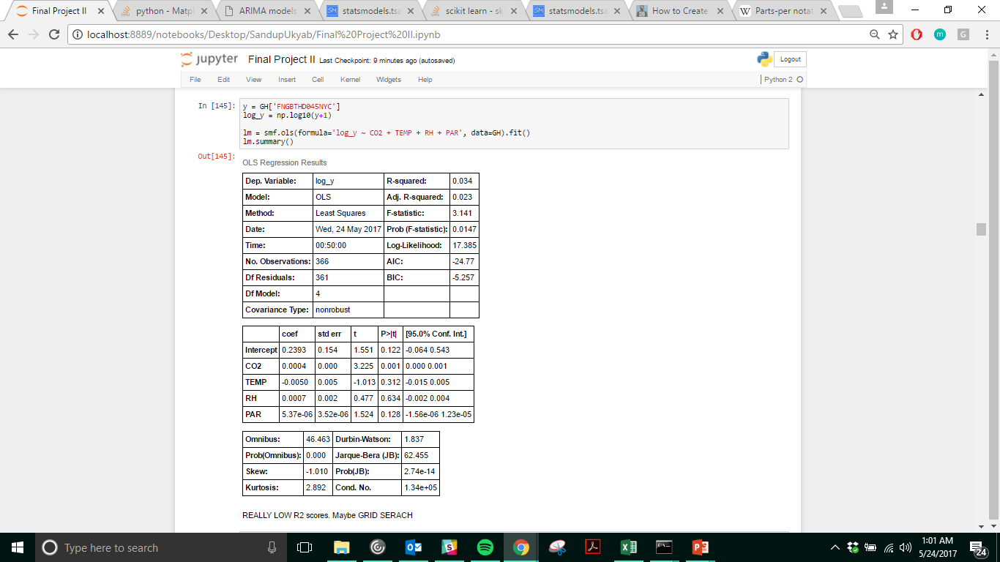 Final Project II
python - Matpl
ARIMA models
statsmodels.tsa
scikit learn - sk
statsmodels.tsa
How to Create
Parts-per notat
localhost:8889/notebooks/Desktop/SandupUkyab/Final%20Project%20II.ipynb
jupyter Final Project II Last Checkpoint: 9 minutes ago (autosaved)
Logout
File Edit View Insert Cell Kernel Widgets Help
Python 2
In [145]:
y = GH['FNGBTHD045NYC']
log_y = np.log10(y+1)
lm = smf.ols(formula='log_y ~ CO2 + TEMP + RH + PAR', data=GH).fit()
lm.summary()
Out[145]:
OLS Regression Results
Dep. Variable: log_y R-squared: 0.034
Model: OLS Adj. R-squared: 0.023
Method: Least Squares F-statistic: 3.141
Date: Wed, 24 May 2017 Prob (F-statistic): 0.0147
Time: 00:50:00 Log-Likelihood: 17.385
No. Observations: 366 AIC: -24.77
Df Residuals: 361 BIC: -5.257
Df Model: 4
Covariance Type: nonrobust
coef std err t P>|t| [95.0% Conf. Int.]
Intercept 0.2393 0.154 1.551 0.122 -0.064 0.543
CO2 0.0004 0.000 3.225 0.001 0.000 0.001
TEMP -0.0050 0.005 -1.013 0.312 -0.015 0.005
RH 0.0007 0.002 0.477 0.634 -0.002 0.004
PAR 5.37e-06 3.52e-06 1.524 0.128 -1.56e-06 1.23e-05
Omnibus: 46.463 Durbin-Watson: 1.837
Prob(Omnibus): 0.000 Jarque-Bera (JB): 62.455
Skew: -1.010 Prob(JB): 2.74e-14
Kurtosis: 2.892 Cond. No. 1.34e+05
REALLY LOW R2 scores. Maybe GRID SERACH
Type here to search
1:01 AM
5/24/2017
24